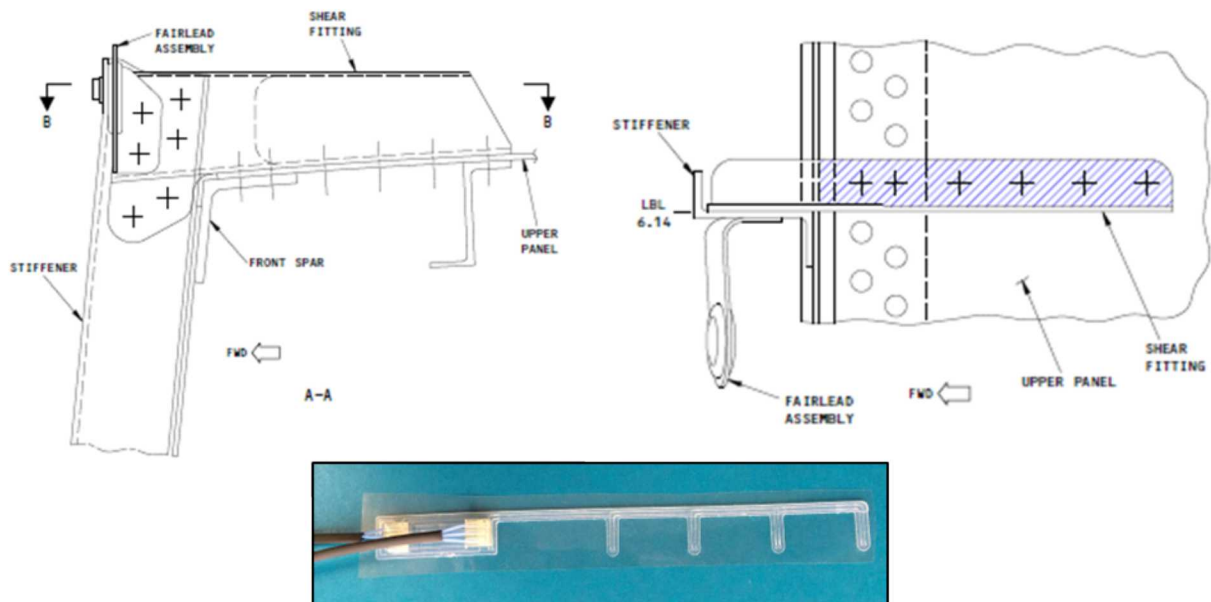 FAIRLEAD
ASSEMBLY
SHEAR
FITTING
B
B
STIFFENER
FRONT SPAR
UPPER
PANEL
FWD
A-A
STIFFENER
LBL
6.14
SHEAR
FITTING
UPPER PANEL
FAIRLEAD
ASSEMBLY
FWD